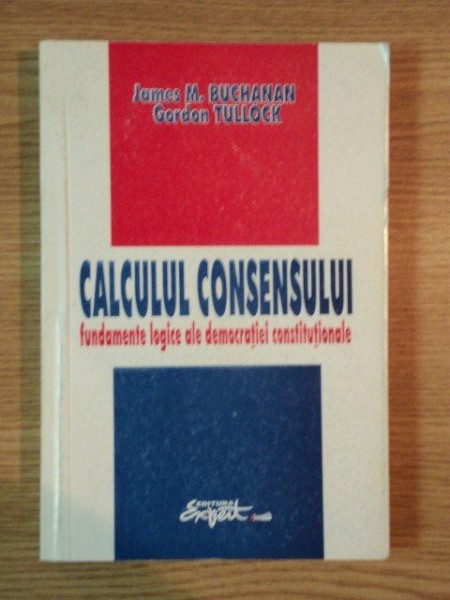 James M. BUCHANAN
Gordon TULLOCK
CALCULUL CONSENSULUI
fundamente logice ale democrației constituționale
EDITURA
Expert